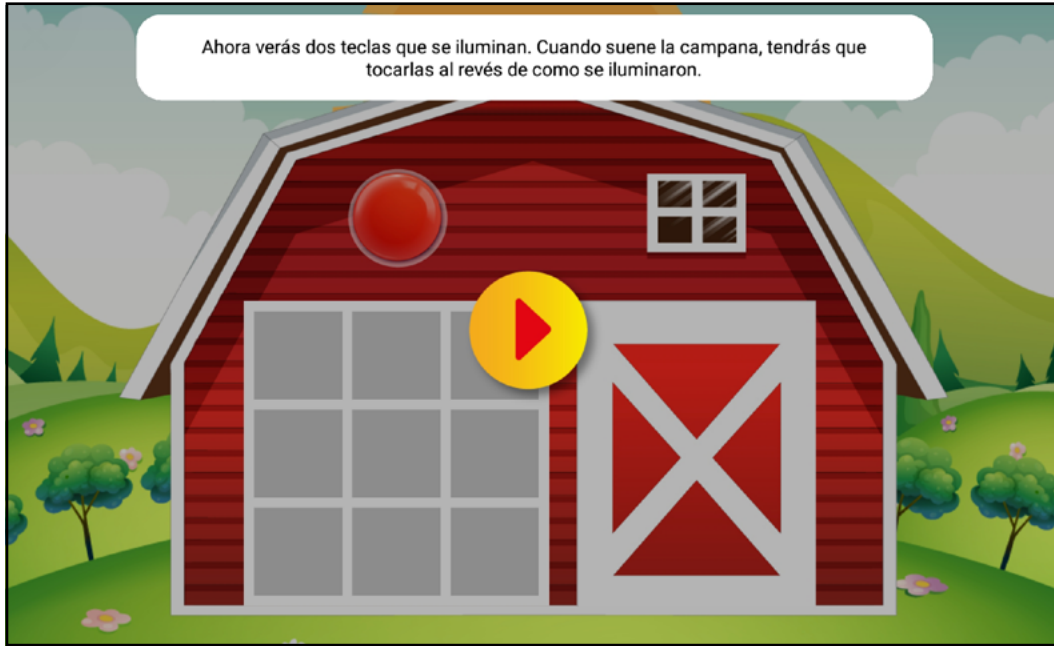 Ahora verás dos teclas que se iluminan. Cuando suene la campana, tendrás que
tocarlas al revés de como se iluminaron.